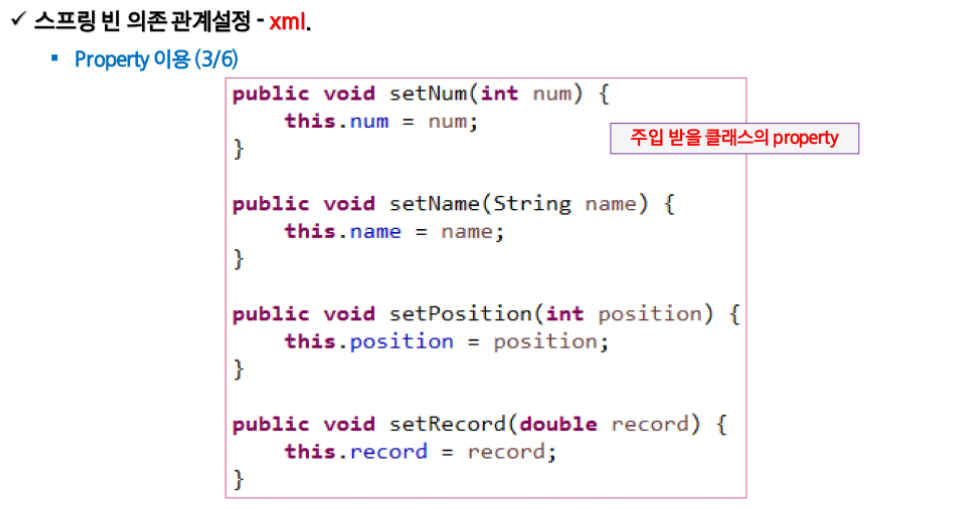 ✓ 스프링 빈 의존 관계설정 - xml.
▪ Property 이용 (3/6)
public void setNum(int num) {
    this.num = num;
}
주입 받을 클래스의 property
public void setName(String name) {
    this.name = name;
}
public void setPosition(int position) {
    this.position = position;
}
public void setRecord(double record) {
    this.record = record;
}